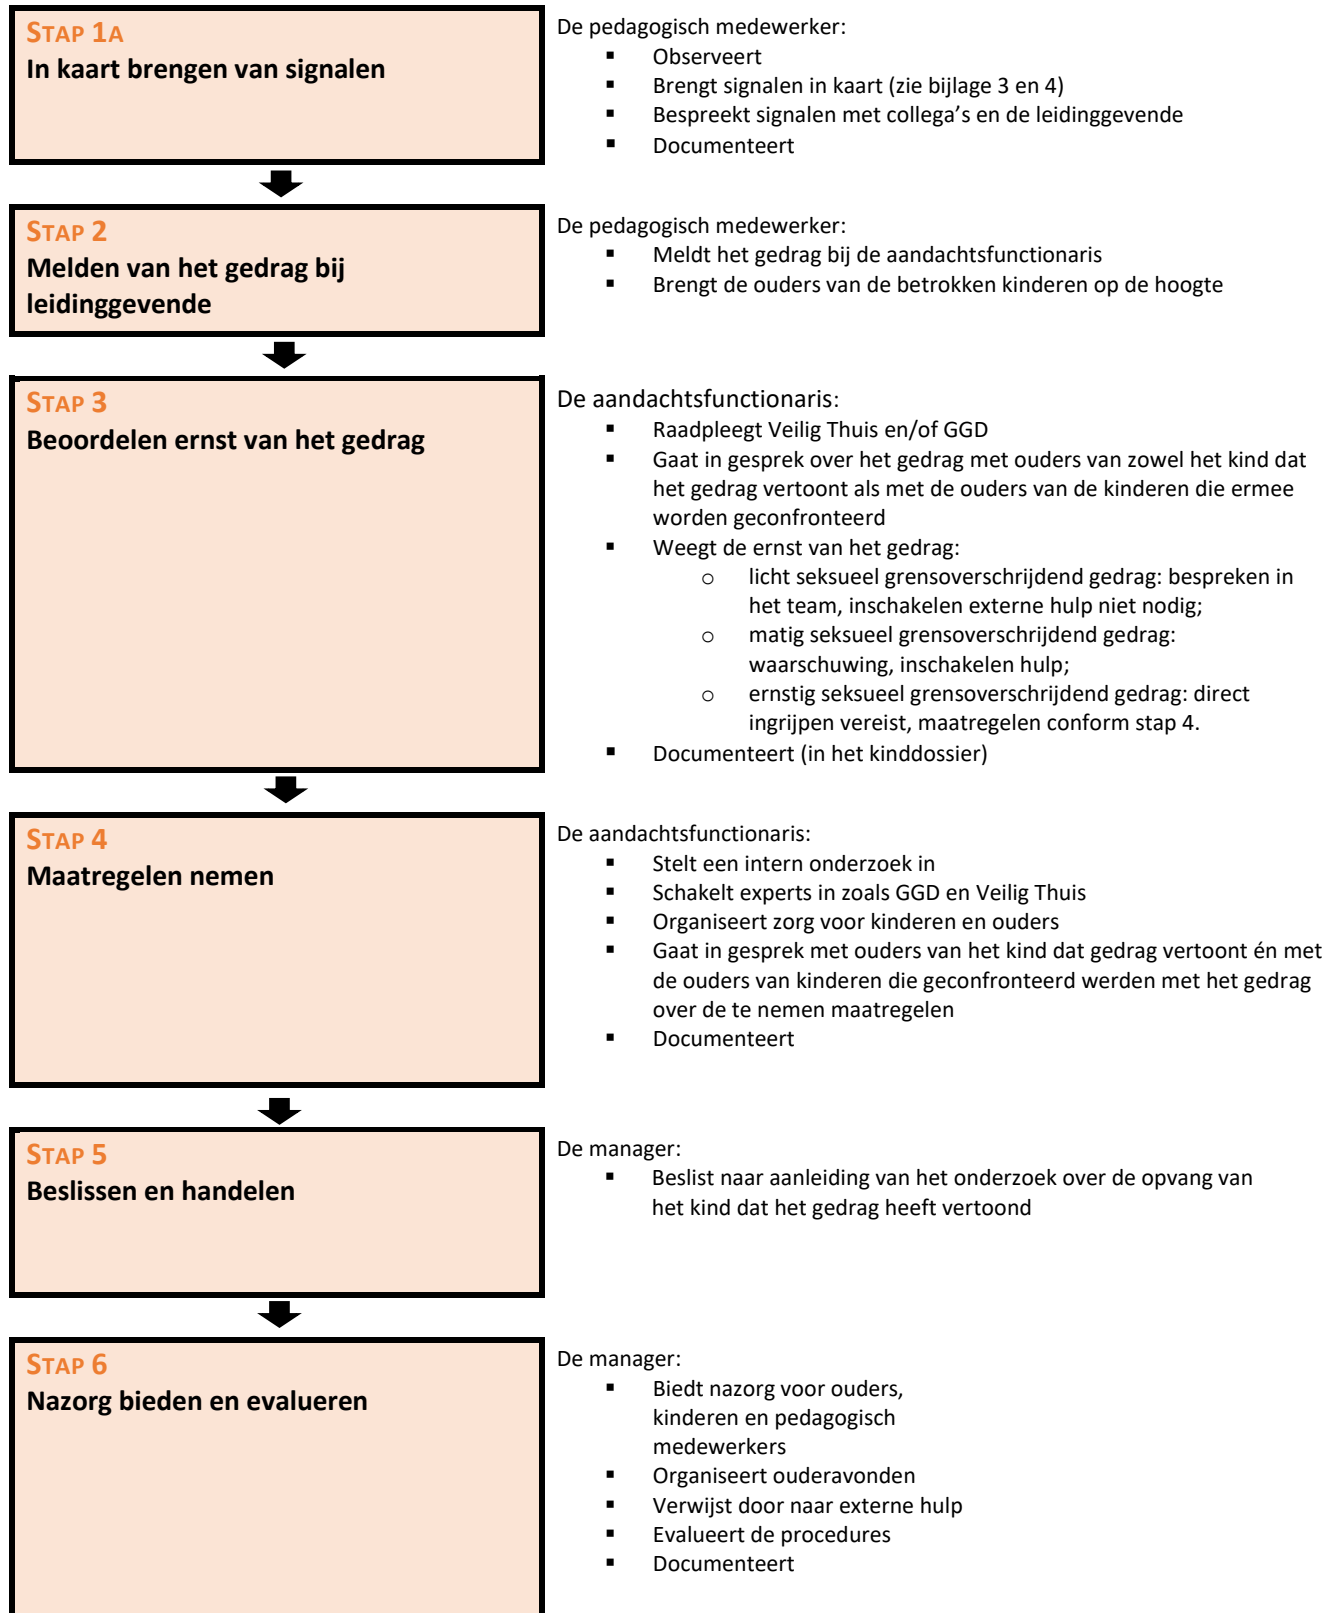 STAP 1A
In kaart brengen van signalen
De pedagogisch medewerker:
▪ Observeert
▪ Brengt signalen in kaart (zie bijlage 3 en 4)
▪ Bespreekt signalen met collega's en de leidinggevende
▪ Documenteert
STAP 2
Melden van het gedrag bij
leidinggevende
De pedagogisch medewerker:
▪ Meldt het gedrag bij de aandachtsfunctionaris
▪ Brengt de ouders van de betrokken kinderen op de hoogte
STAP 3
Beoordelen ernst van het gedrag
De aandachtsfunctionaris:
▪ Raadpleegt Veilig Thuis en/of GGD
▪ Gaat in gesprek over het gedrag met ouders van zowel het kind dat
het gedrag vertoont als met de ouders van de kinderen die ermee
worden geconfronteerd
▪ Weegt de ernst van het gedrag:
o licht seksueel grensoverschrijdend gedrag: bespreken in
het team, inschakelen externe hulp niet nodig;
o matig seksueel grensoverschrijdend gedrag:
waarschuwing, inschakelen hulp;
o ernstig seksueel grensoverschrijdend gedrag: direct
ingrijpen vereist, maatregelen conform stap 4.
▪ Documenteert (in het kinddossier)
STAP 4
Maatregelen nemen
De aandachtsfunctionaris:
▪ Stelt een intern onderzoek in
▪ Schakelt experts in zoals GGD en Veilig Thuis
▪ Organiseert zorg voor kinderen en ouders
▪ Gaat in gesprek met ouders van het kind dat gedrag vertoont én met
de ouders van kinderen die geconfronteerd werden met het gedrag
over de te nemen maatregelen
▪ Documenteert
STAP 5
Beslissen en handelen
De manager:
▪ Beslist naar aanleiding van het onderzoek over de opvang van
het kind dat het gedrag heeft vertoond
STAP 6
Nazorg bieden en evalueren
De manager:
▪ Biedt nazorg voor ouders,
kinderen en pedagogisch
medewerkers
▪ Organiseert ouderavonden
▪ Verwijst door naar externe hulp
▪ Evalueert de procedures
▪ Documenteert